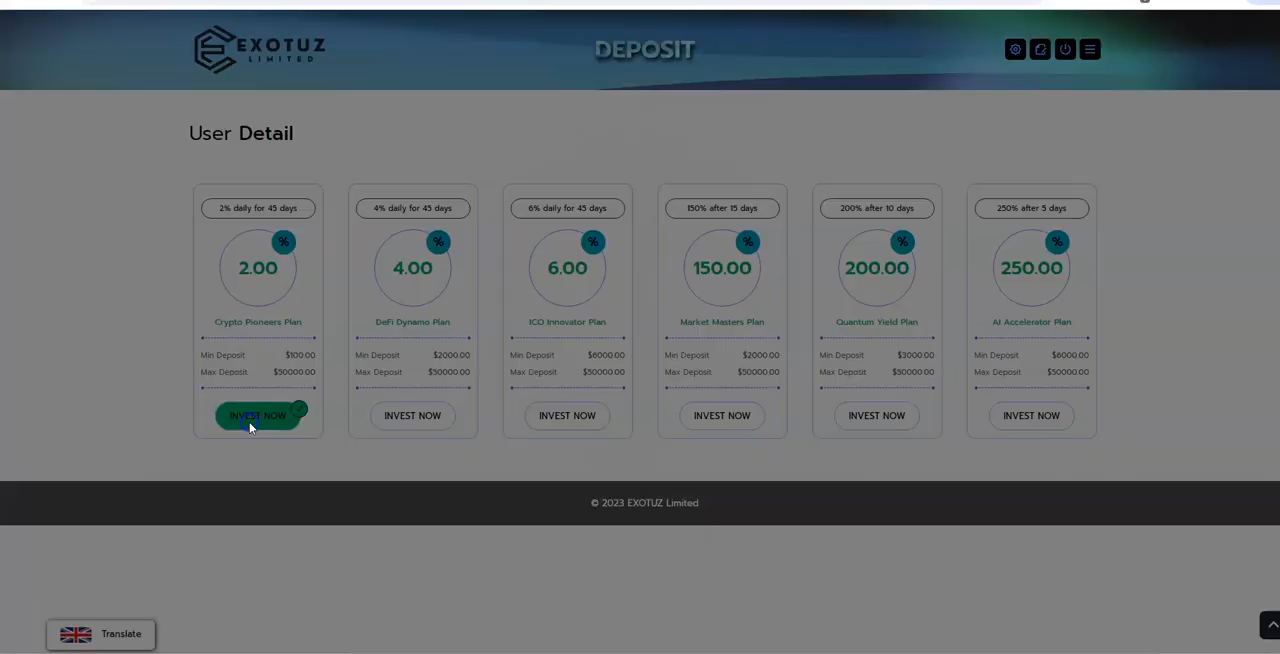 EXOTUZ
LIMITED
DEPOSIT
User Detail
2% daily for 45 days
%
2.00
Crypto Pioneers Plan
Min Deposit $100.00
Max Deposit $50000.00
INVEST NOW
4% daily for 45 days
%
4.00
DeFi Dynamo Plan
Min Deposit $2000.00
Max Deposit $50000.00
INVEST NOW
6% daily for 45 days
%
6.00
ICO Innovator Plan
Min Deposit $6000.00
Max Deposit $50000.00
INVEST NOW
150% after 15 days
%
150.00
Market Masters Plan
Min Deposit $2000.00
Max Deposit $50000.00
INVEST NOW
200% after 10 days
%
200.00
Quantum Yield Plan
Min Deposit $3000.00
Max Deposit $50000.00
INVEST NOW
250% after 5 days
%
250.00
AI Accelerator Plan
Min Deposit $6000.00
Max Deposit $50000.00
INVEST NOW
© 2023 EXOTUZ Limited
Translate